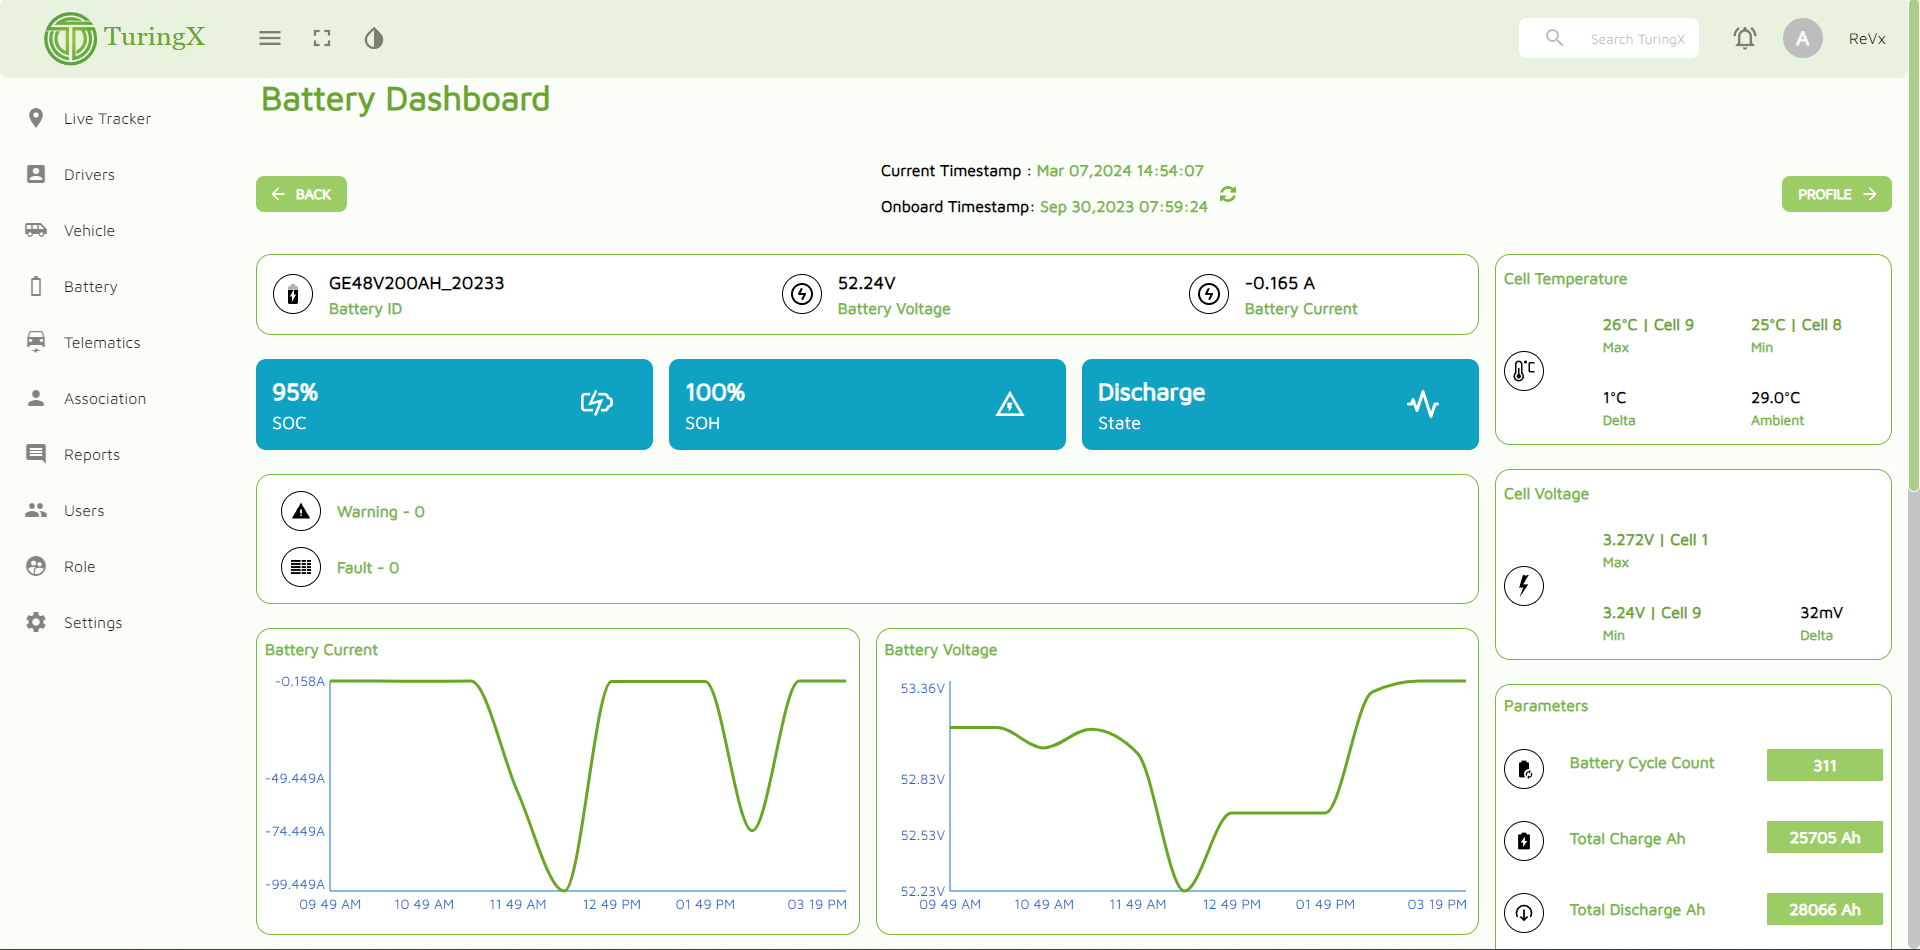 TuringX
Search TuringX
A
ReVx
Live Tracker
Drivers
Vehicle
Battery
Telematics
Association
Reports
Users
Role
Settings
Battery Dashboard
BACK
Current Timestamp : Mar 07,2024 14:54:07
Onboard Timestamp: Sep 30,2023 07:59:24
PROFILE
GE48V200AH_20233
Battery ID
52.24V
Battery Voltage
-0.165 A
Battery Current
95%
SOC
100%
SOH
Discharge
State
Warning - 0
Fault - 0
Battery Current
-0.158A
-49.449A
-74.449A
-99.449A
09 49 AM 10 49 AM 11 49 AM 12 49 PM 01 49 PM 03 19 PM
Battery Voltage
53.36V
52.83V
52.53V
52.23V
09 49 AM 10 49 AM 11 49 AM 12 49 PM 01 49 PM 03 19 PM
Cell Temperature
°C
26°C | Cell 9
Max
25°C | Cell 8
Min
1°C
Delta
29.0°C
Ambient
Cell Voltage
3.272V | Cell 1
Max
3.24V | Cell 9
Min
32mV
Delta
Parameters
Battery Cycle Count 311
Total Charge Ah 25705 Ah
Total Discharge Ah 28066 Ah